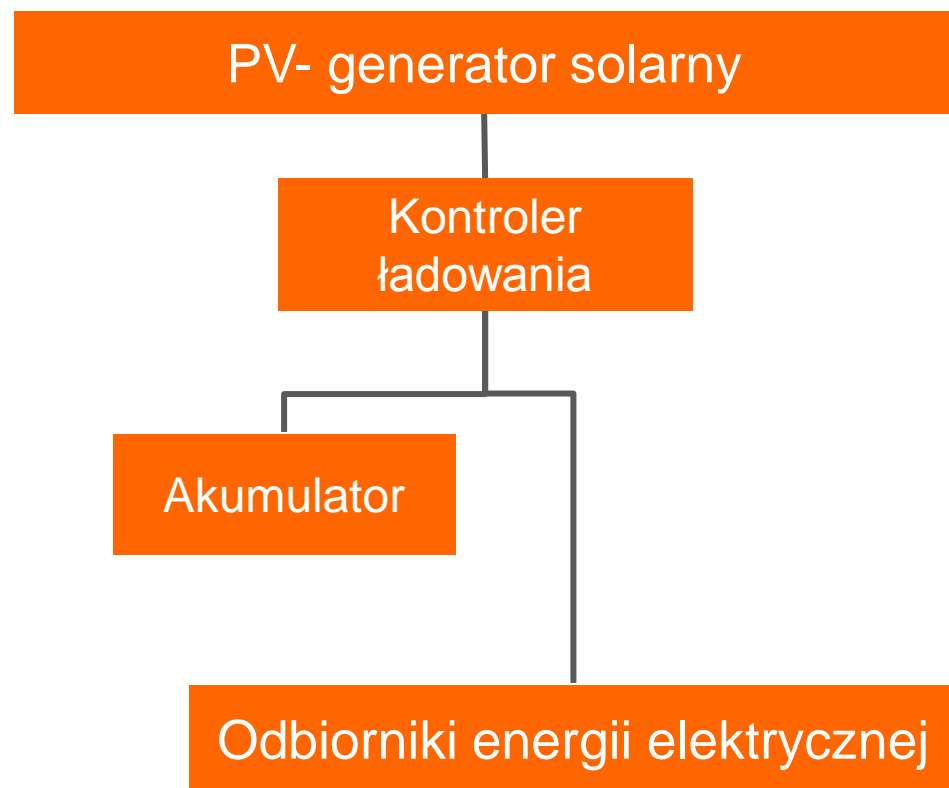 PV- generator solarny
Kontroler
ładowania
Akumulator
Odbiorniki energii elektrycznej